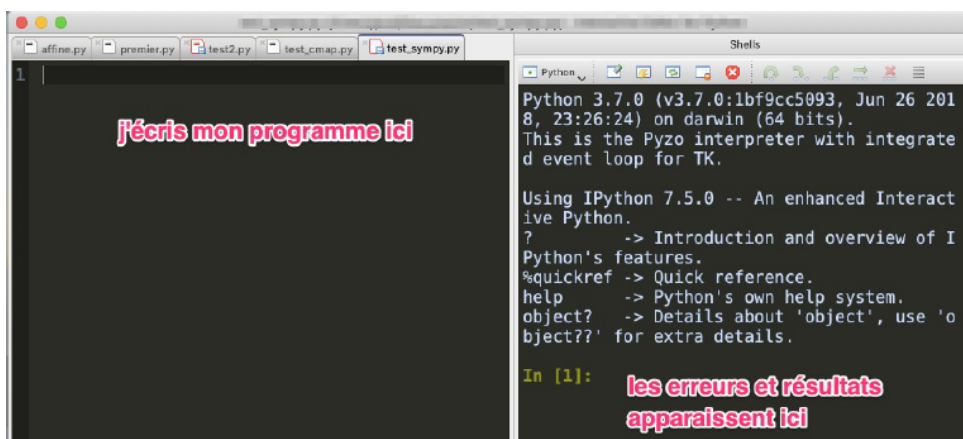 affine.py premier.py test2.py test_cmap.py test_sympy.py
1
j'écris mon programme ici
Shells
Python
Python 3.7.0 (v3.7.0:1bf9cc5093, Jun 26 201
8, 23:26:24) on darwin (64 bits).
This is the Pyzo interpreter with integrate
d event loop for TK.
Using IPython 7.5.0 -- An enhanced Interact
ive Python.
? -> Introduction and overview of I
Python's features.
%quickref -> Quick reference.
help -> Python's own help system.
object? -> Details about 'object', use 'o
bject??' for extra details.
In [1]:
les erreurs et résultats
apparaissent ici